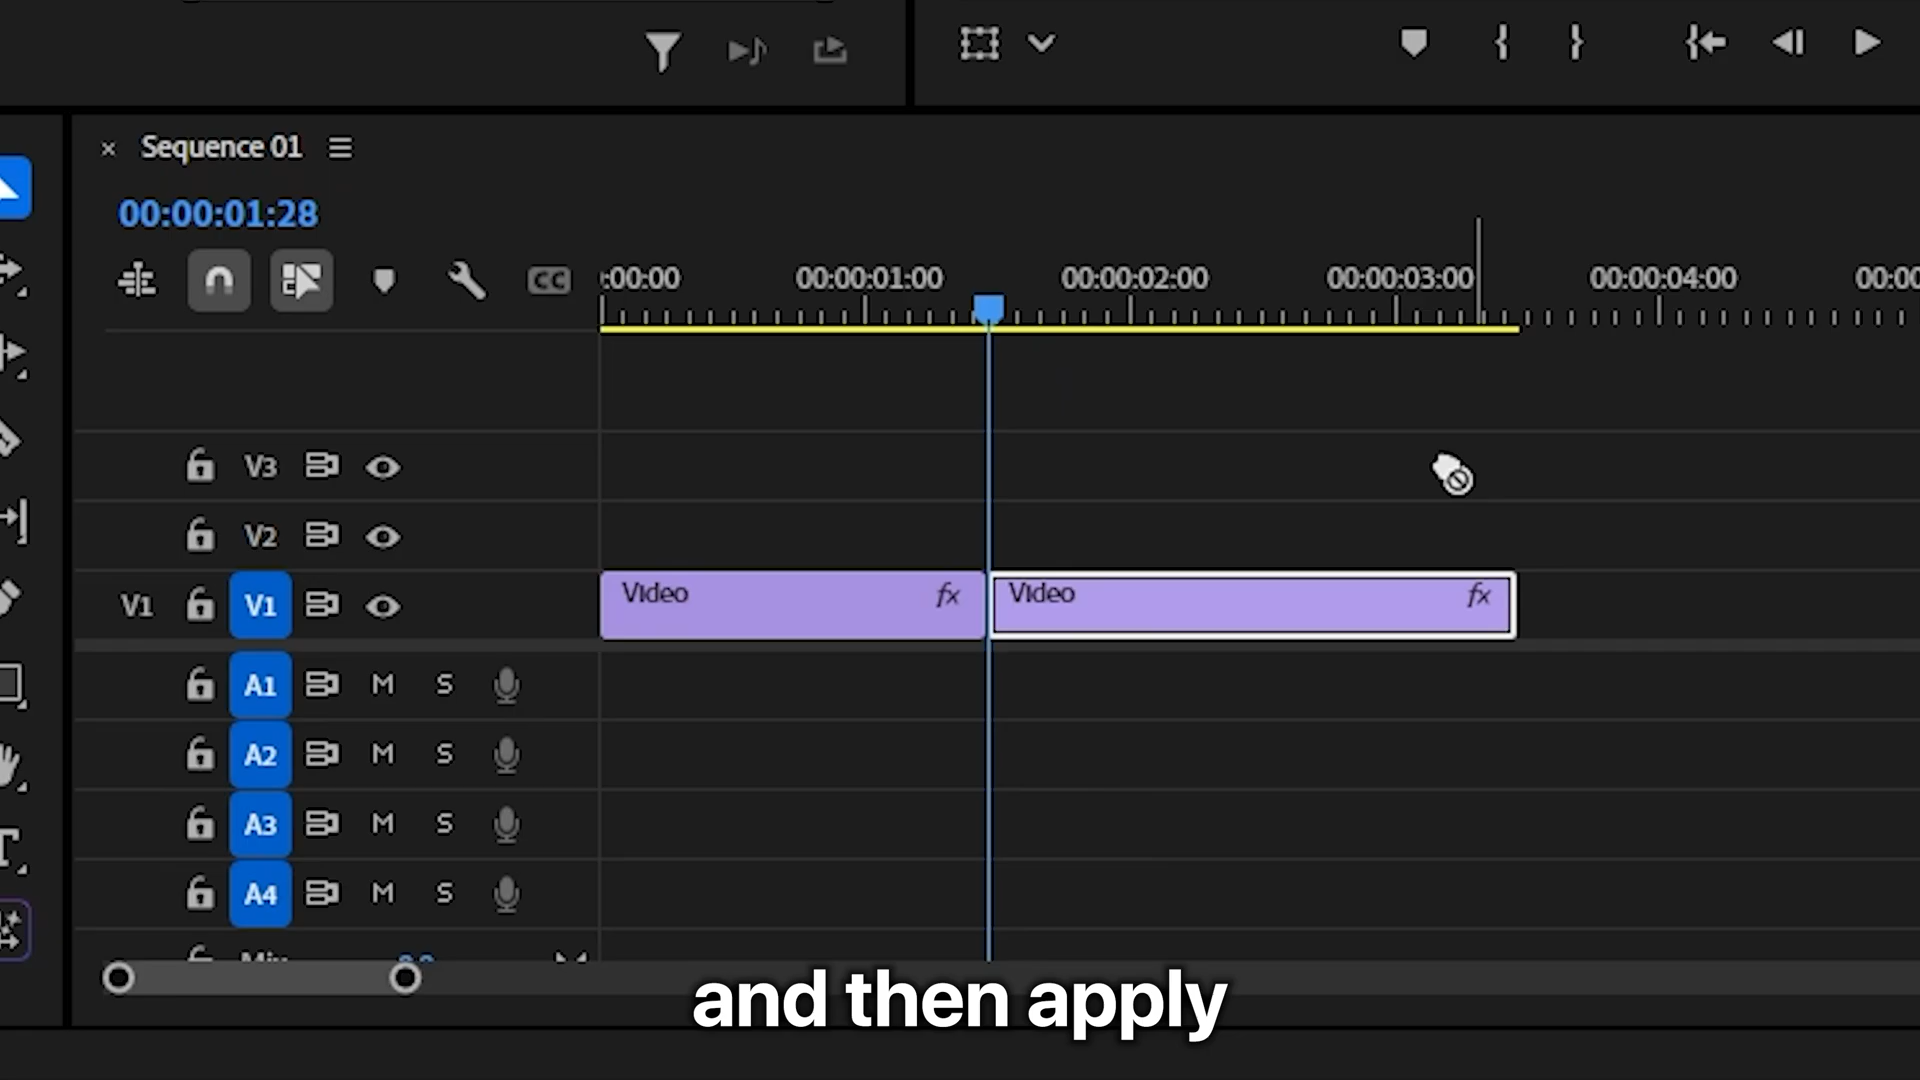 Sequence 01
00:00:01:28
CC
:00:00
00:00:01:00
00:00:02:00
00:00:03:00
00:00:04:00
00:00
V3
V2
V1 V1
Video fx
Video fx
A1 M S
A2 M S
A3 M S
A4 M S
and then apply